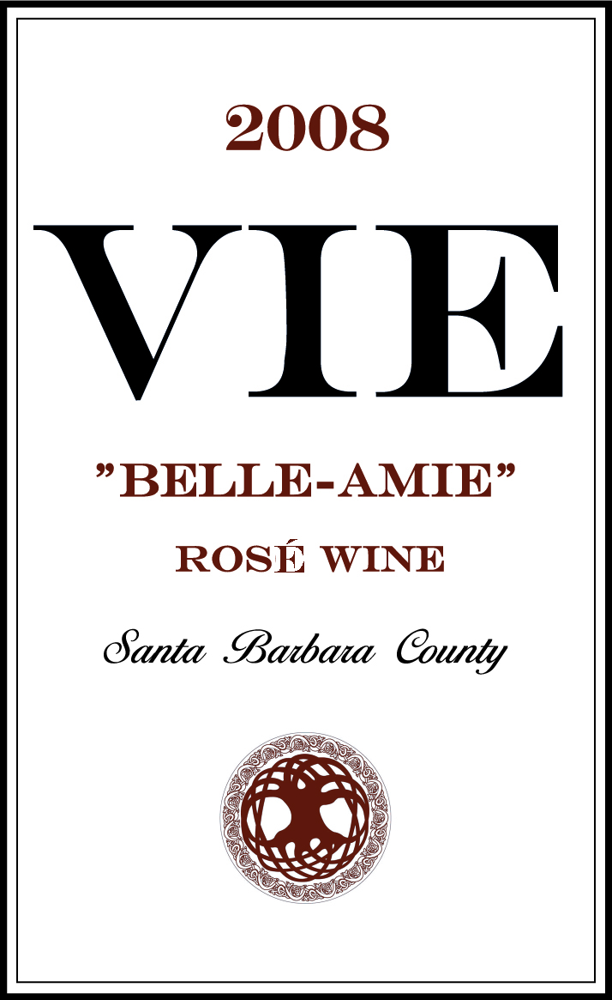 2008
VIE
”BELLE-AMIE”
ROSÉ WINE
Santa Barbara County